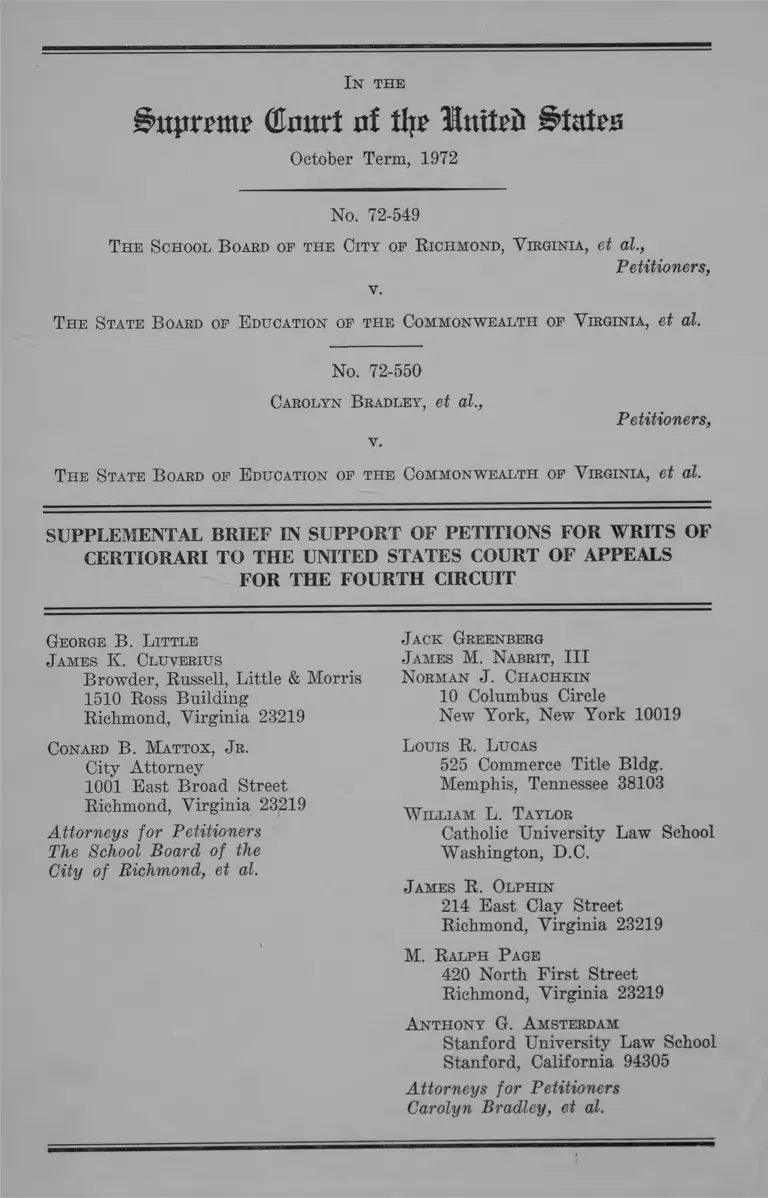 IN THE
Supreme Court of the United States
October Term, 1972
No. 72-549
THE SCHOOL BOARD OF THE CITY OF RICHMOND, VIRGINIA, et al.,
Petitioners,
v.
THE STATE BOARD OF EDUCATION OF THE COMMONWEALTH OF VIRGINIA, et al.
No. 72-550
CAROLYN BRADLEY, et al.,
Petitioners,
v.
THE STATE BOARD OF EDUCATION OF THE COMMONWEALTH OF VIRGINIA, et al.
SUPPLEMENTAL BRIEF IN SUPPORT OF PETITIONS FOR WRITS OF
CERTIORARI TO THE UNITED STATES COURT OF APPEALS
FOR THE FOURTH CIRCUIT
GEORGE B. LITTLE
JAMES K. CLUVERIUS
Browder, Russell, Little & Morris
1510 Ross Building
Richmond, Virginia 23219
CONARD B. MATTOX, JR.
City Attorney
1001 East Broad Street
Richmond, Virginia 23219
Attorneys for Petitioners
The School Board of the
City of Richmond, et al.
JACK GREENBERG
JAMES M. NABRIT, III
NORMAN J. CHACHKIN
10 Columbus Circle
New York, New York 10019
LOUIS R. LUCAS
525 Commerce Title Bldg.
Memphis, Tennessee 38103
WILLIAM L. TAYLOR
Catholic University Law School
Washington, D.C.
JAMES R. OLPHIN
214 East Clay Street
Richmond, Virginia 23219
M. RALPH PAGE
420 North First Street
Richmond, Virginia 23219
ANTHONY G. AMSTERDAM
Stanford University Law School
Stanford, California 94305
Attorneys for Petitioners
Carolyn Bradley, et al.